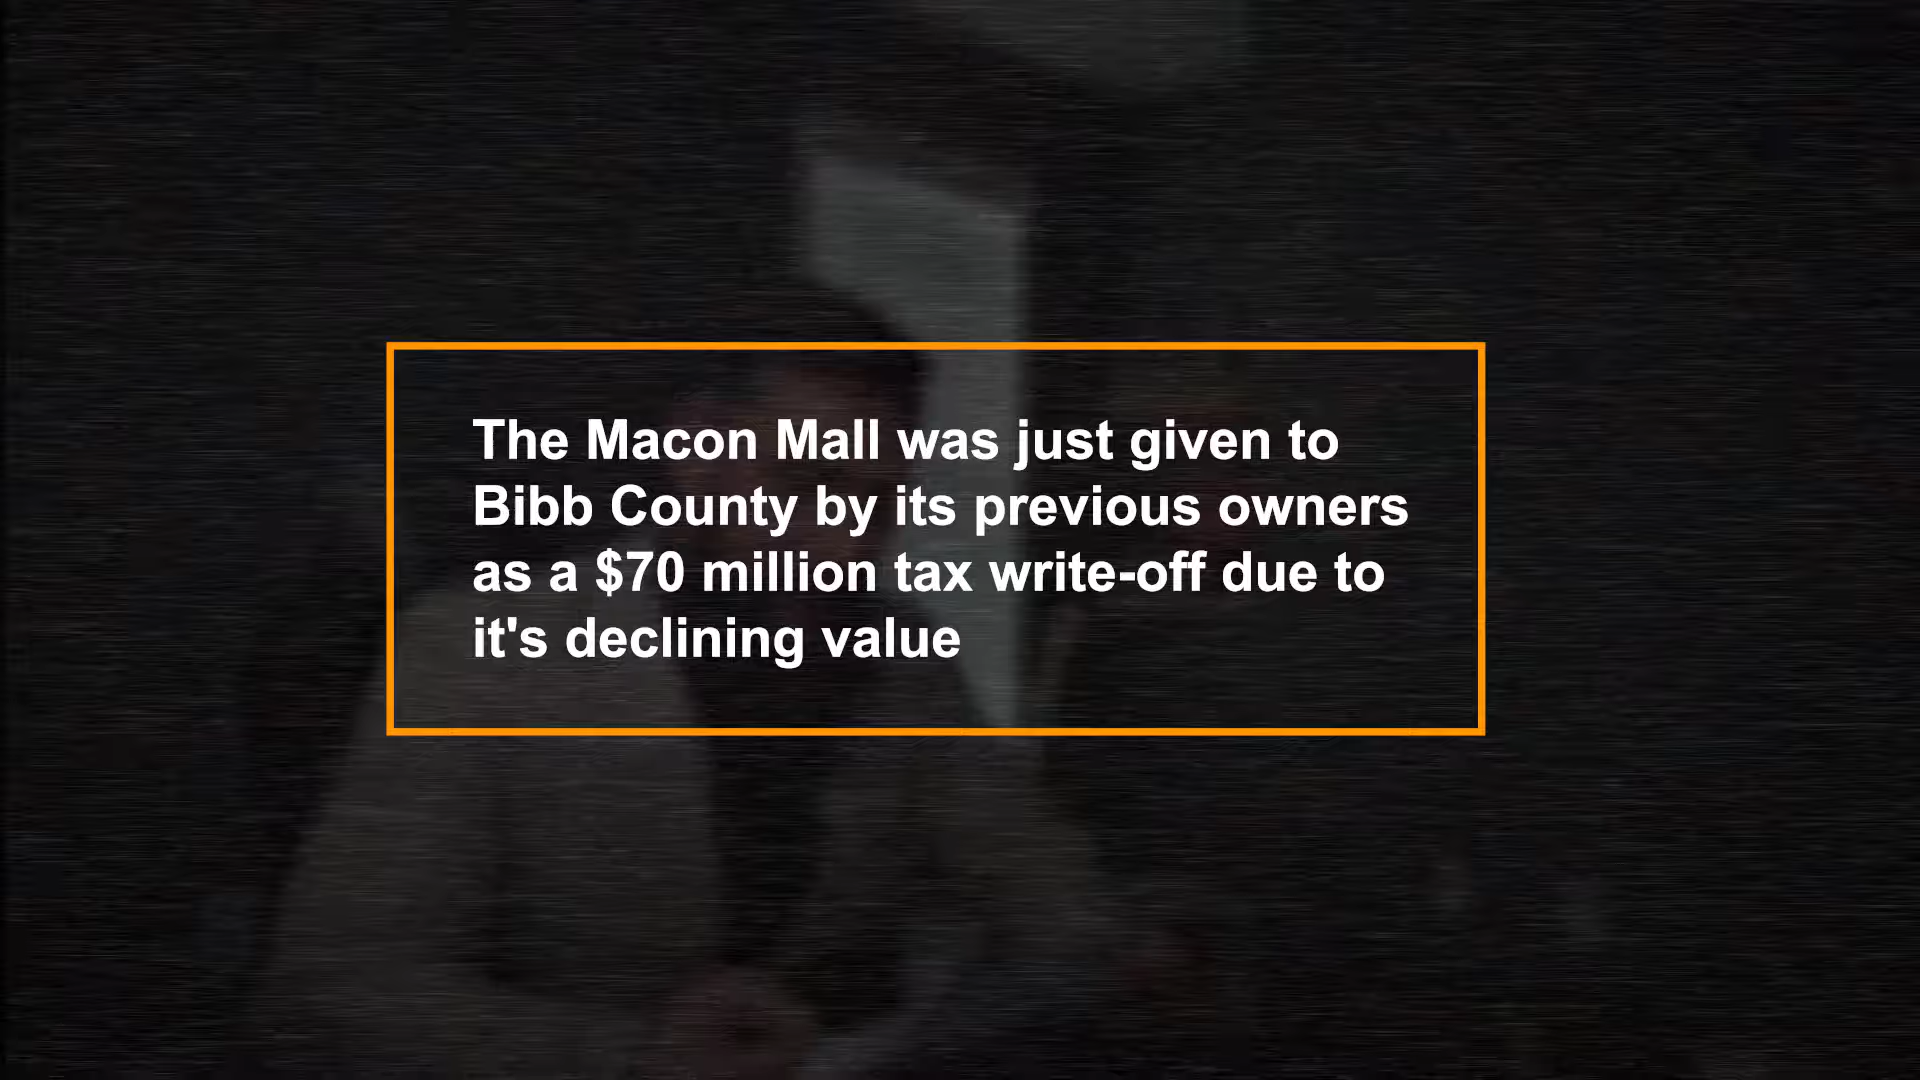 The Macon Mall was just given to
Bibb County by its previous owners
as a $70 million tax write-off due to
it's declining value